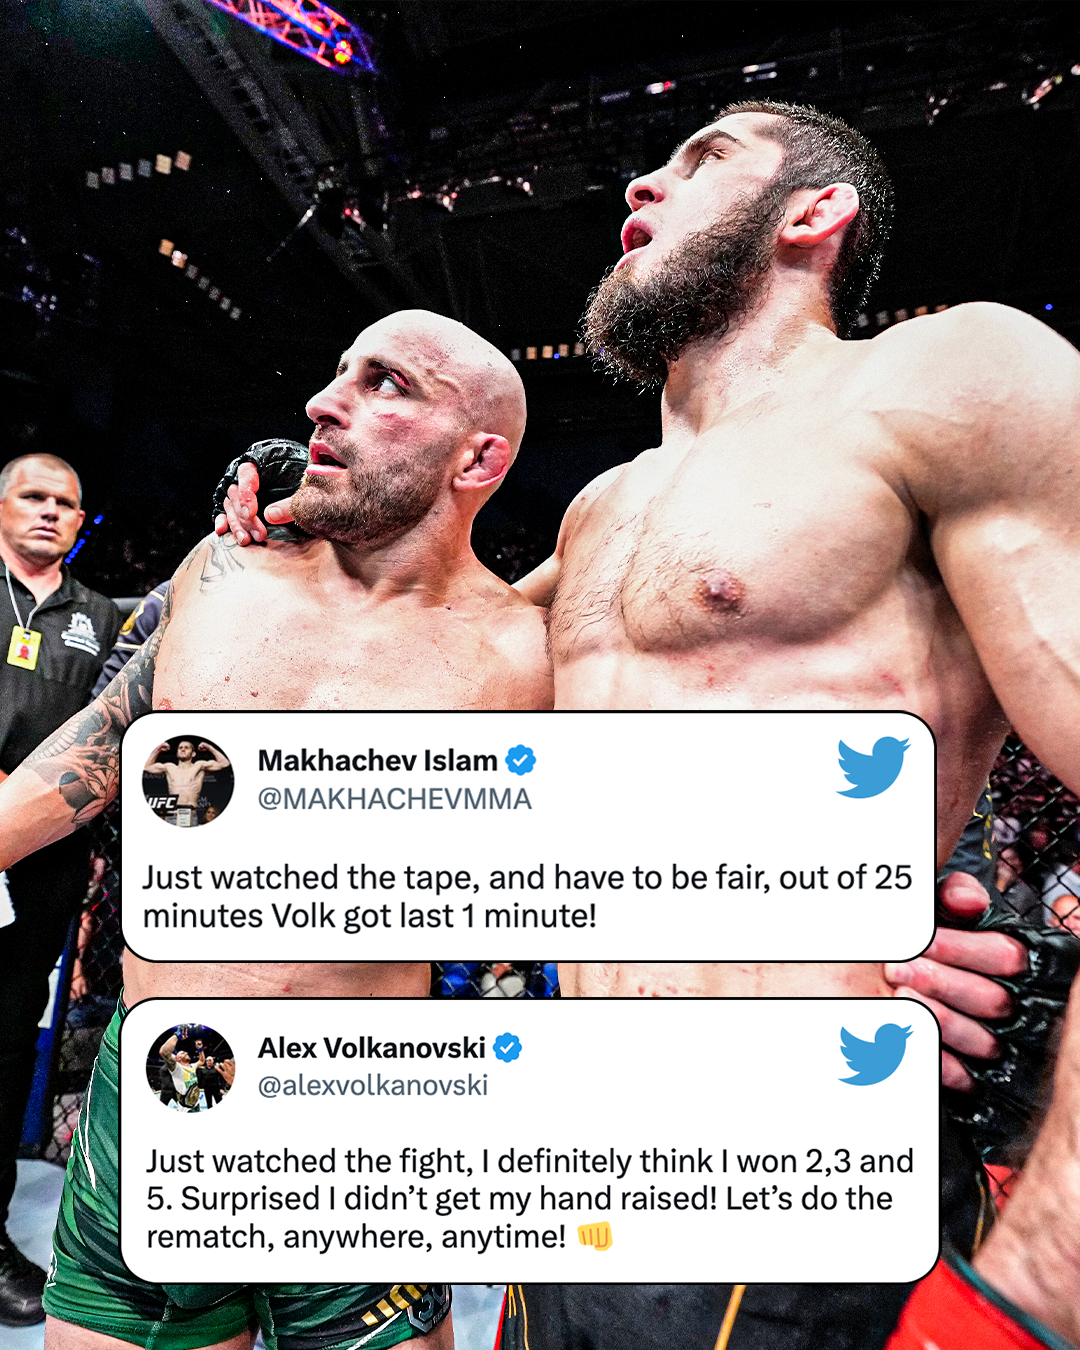 Makhachev Islam
@MAKHACHEVMMA
Just watched the tape, and have to be fair, out of 25
minutes Volk got last 1 minute!
Alex Volkanovski
@alexvolkanovski
Just watched the fight, I definitely think I won 2,3 and
5. Surprised I didn’t get my hand raised! Let’s do the
rematch, anywhere, anytime! 👊
UFC